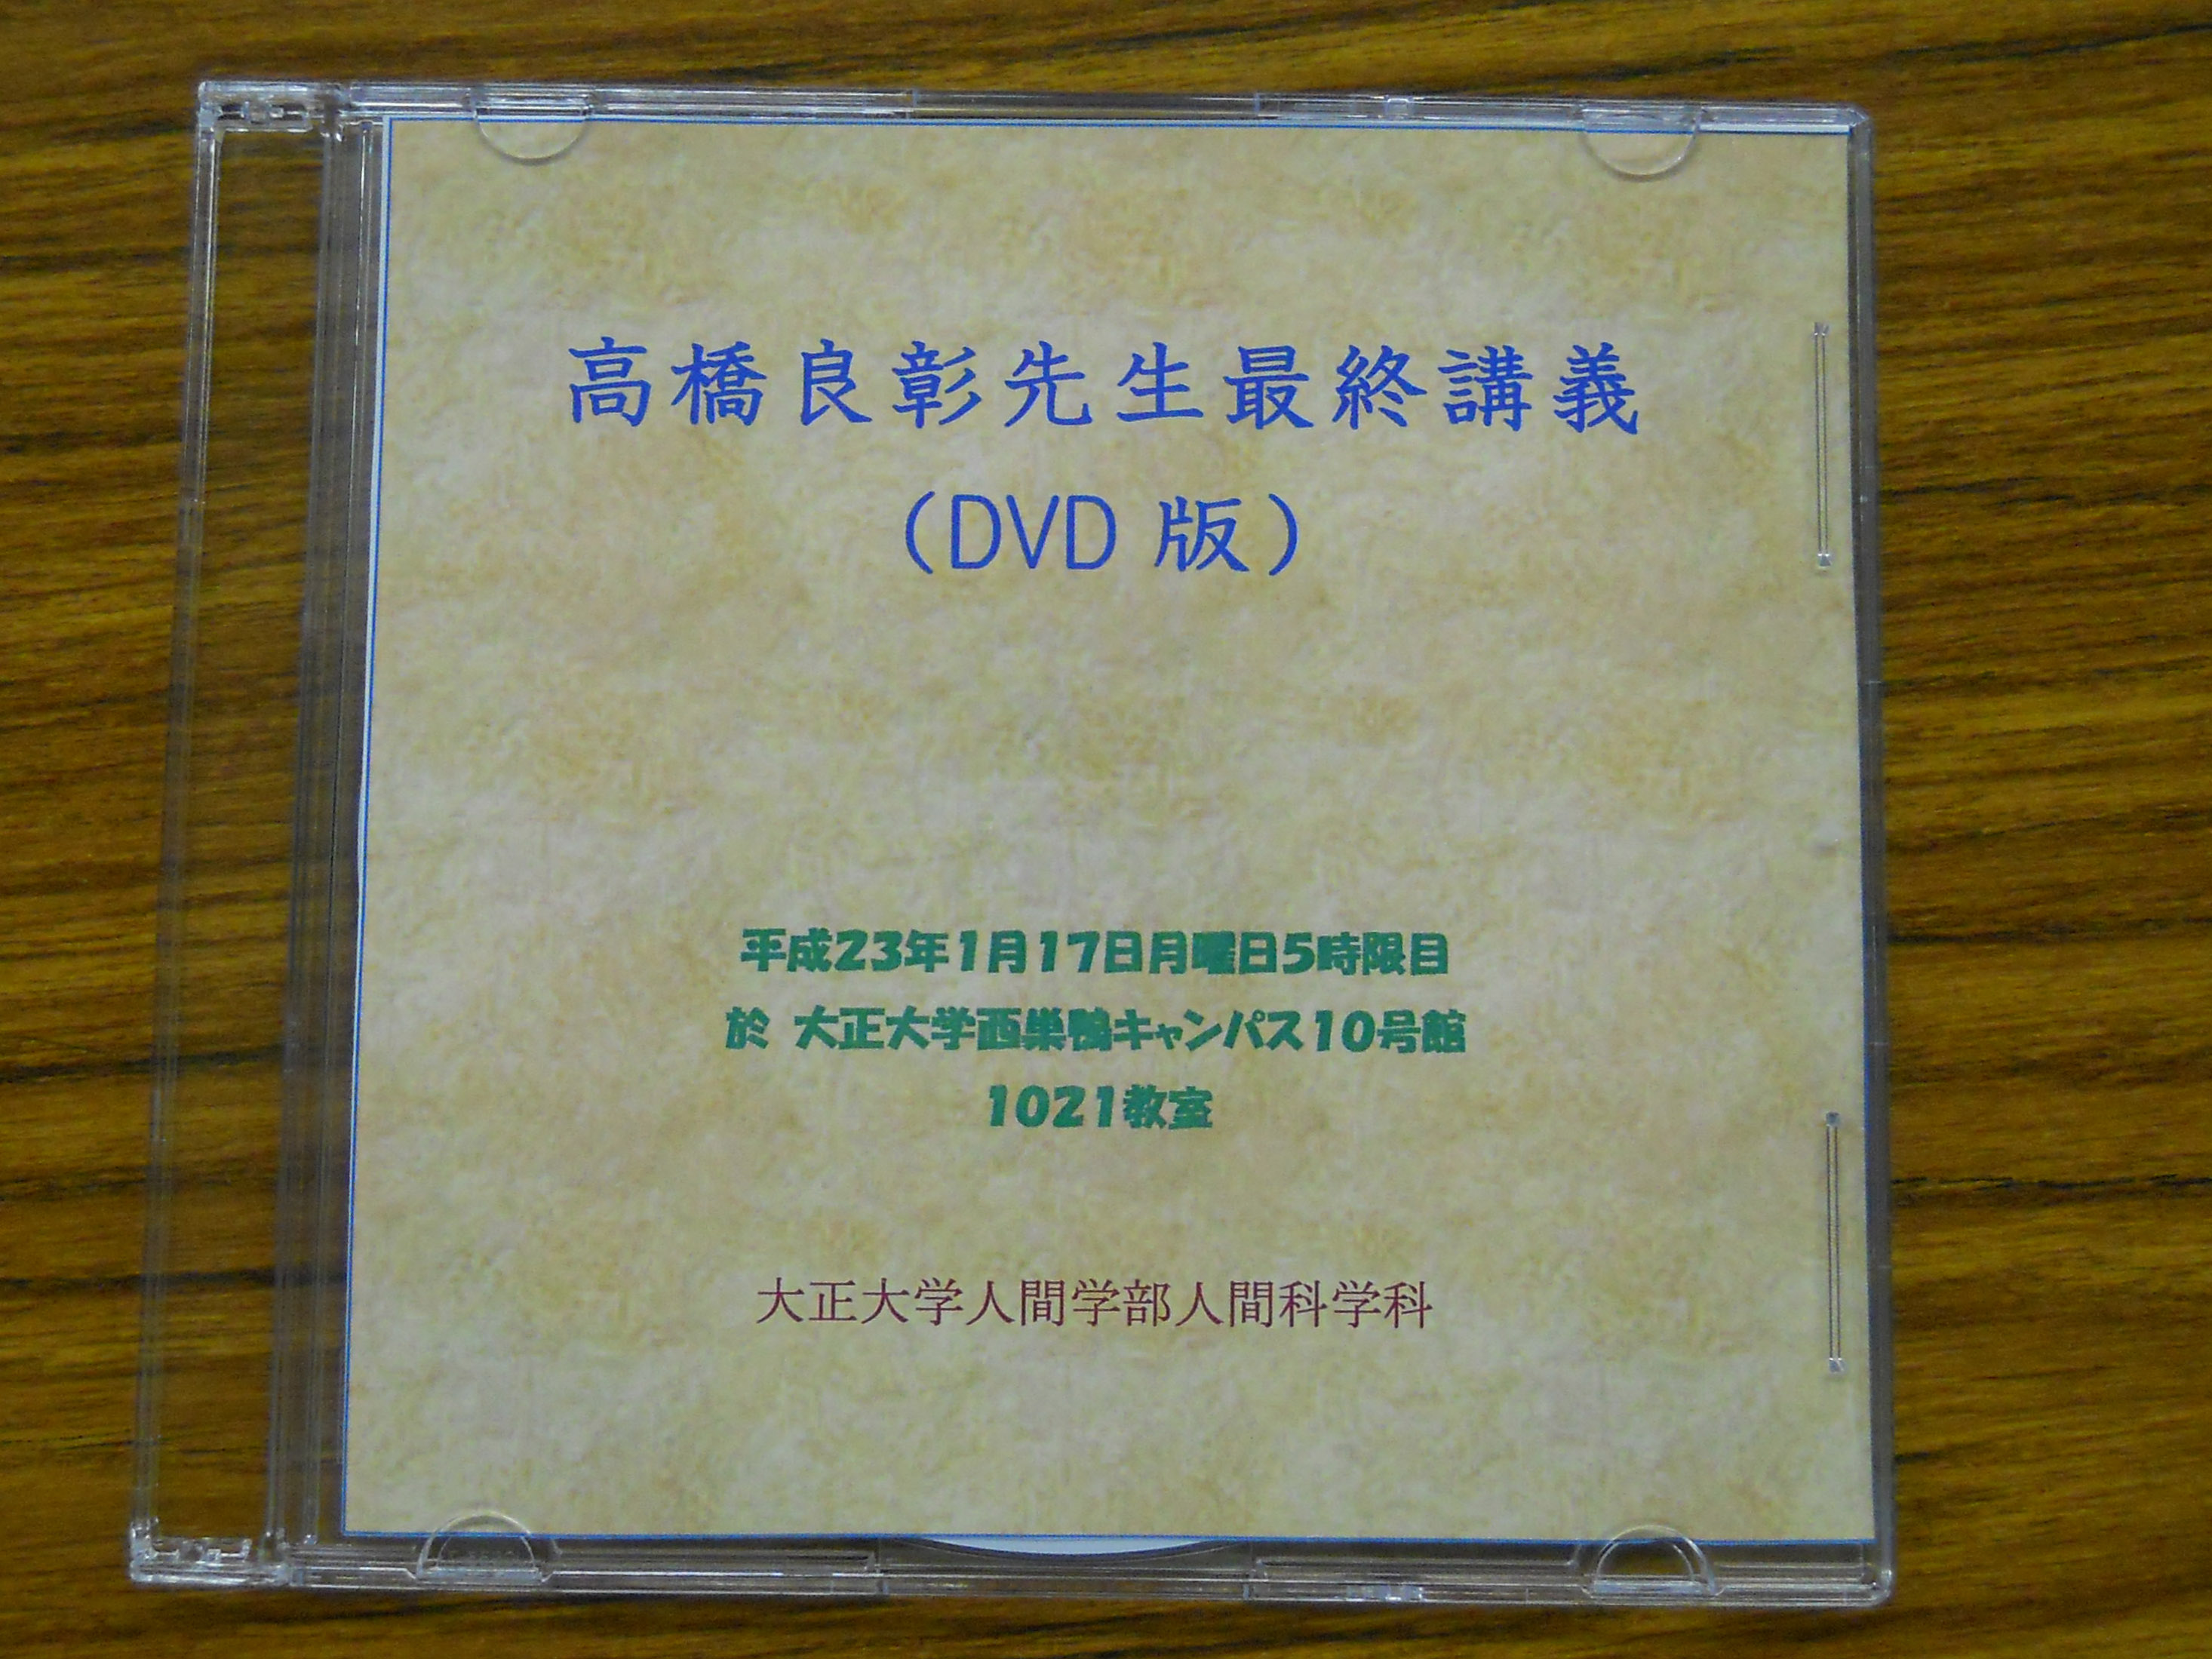 高橋良彰先生最終講義
（DVD 版）
平成23年1月17日月曜日5時限目
於 大正大学西巣鴨キャンパス10号館
1021教室
大正大学人間学部人間科学科